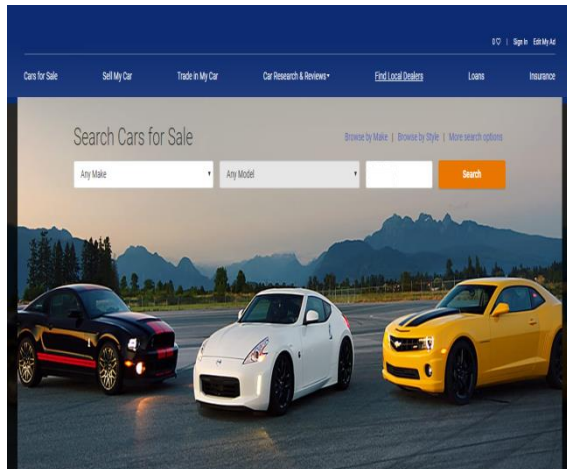 0♡ | Sign In Edit My Ad
Cars for Sale Sell My Car Trade in My Car Car Research & Reviews▾ Find Local Dealers Loans Insurance
Search Cars for Sale
Browse by Make | Browse by Style | More search options
Any Make Any Model Search